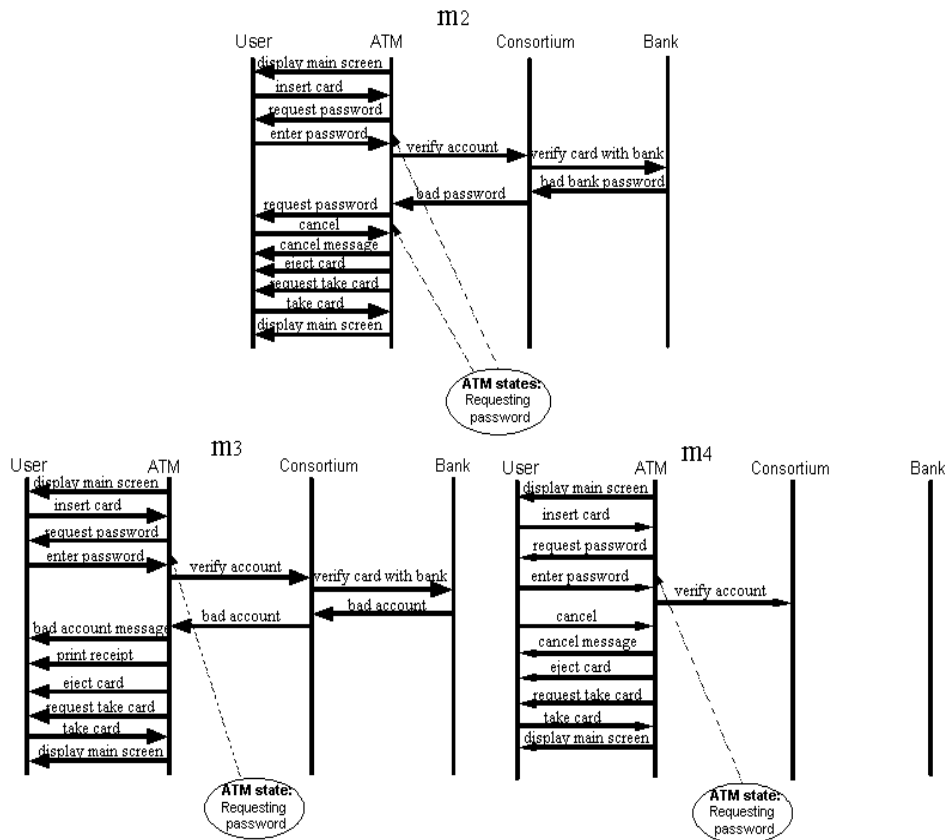 m2
User ATM Consortium Bank
display main screen
insert card
request password
enter password
verify account
verify card with bank
bad bank password
bad password
request password
cancel
cancel message
eject card
request take card
take card
display main screen
ATM states:
Requesting
password
m3
User ATM Consortium Bank
display main screen
insert card
request password
enter password
verify account
verify card with bank
bad account
bad account
bad account message
print receipt
eject card
request take card
take card
display main screen
ATM state:
Requesting
password
m4
User ATM Consortium Bank
display main screen
insert card
request password
enter password
verify account
cancel
cancel message
eject card
request take card
take card
display main screen
ATM state:
Requesting
password